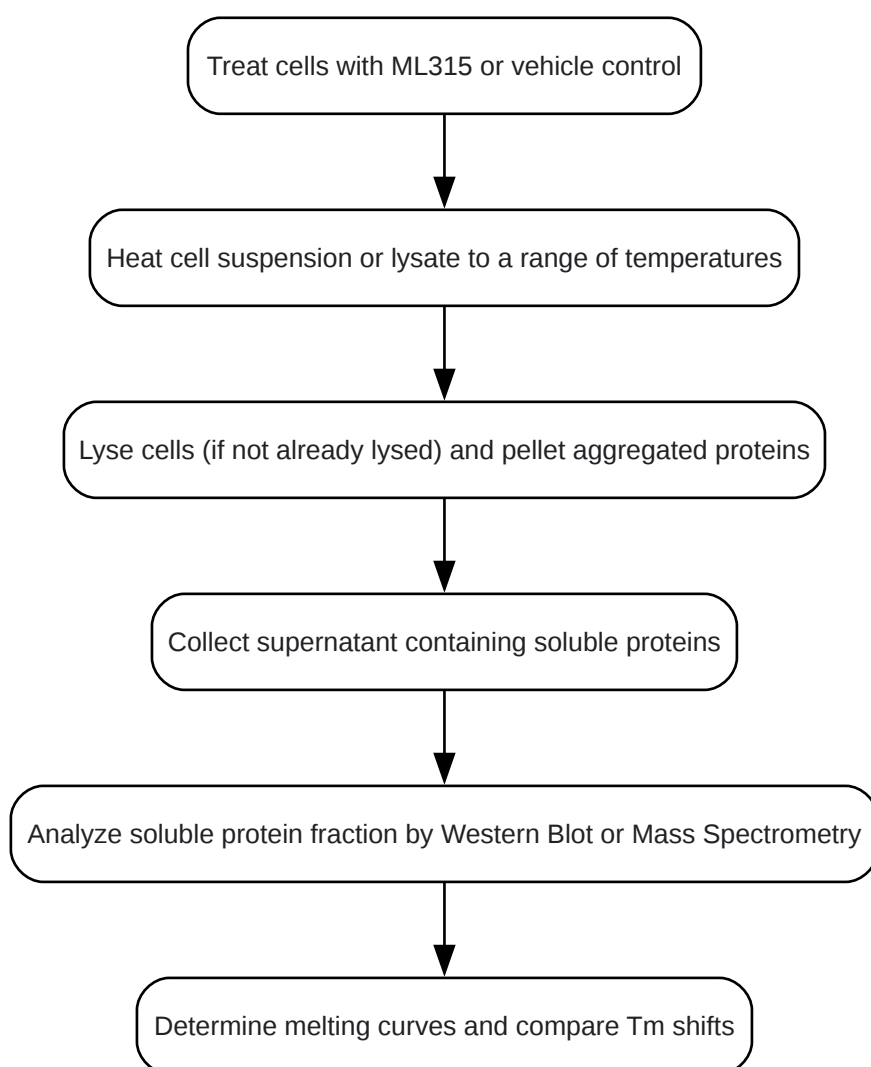 Treat cells with ML315 or vehicle control
Heat cell suspension or lysate to a range of temperatures
Lyse cells (if not already lysed) and pellet aggregated proteins
Collect supernatant containing soluble proteins
Analyze soluble protein fraction by Western Blot or Mass Spectrometry
Determine melting curves and compare Tm shifts